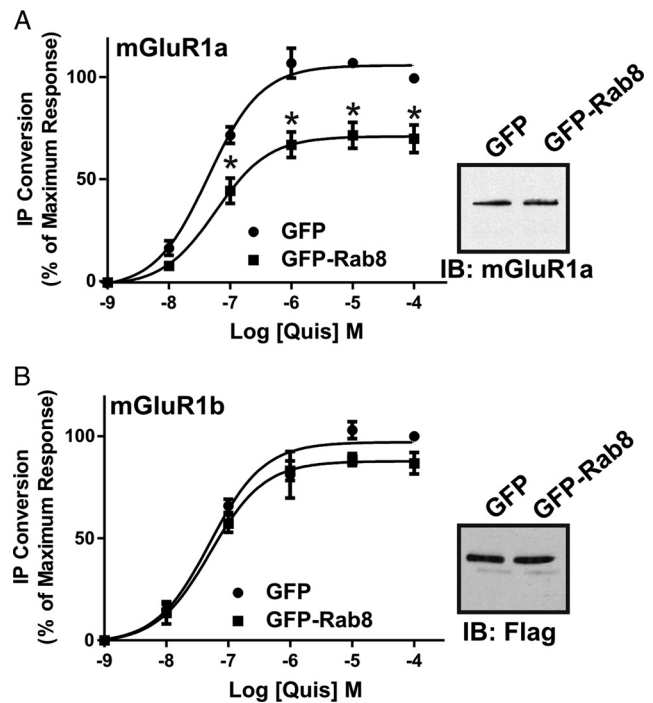 A
mGluR1a
IP Conversion
(% of Maximum Response)
100
50
0
* * * *
GFP
GFP-Rab8
-9 -8 -7 -6 -5 -4
Log [Quis] M
GFP GFP-Rab8
IB: mGluR1a
B
mGluR1b
IP Conversion
(% of Maximum Response)
100
50
0
GFP
GFP-Rab8
-9 -8 -7 -6 -5 -4
Log [Quis] M
GFP GFP-Rab8
IB: Flag